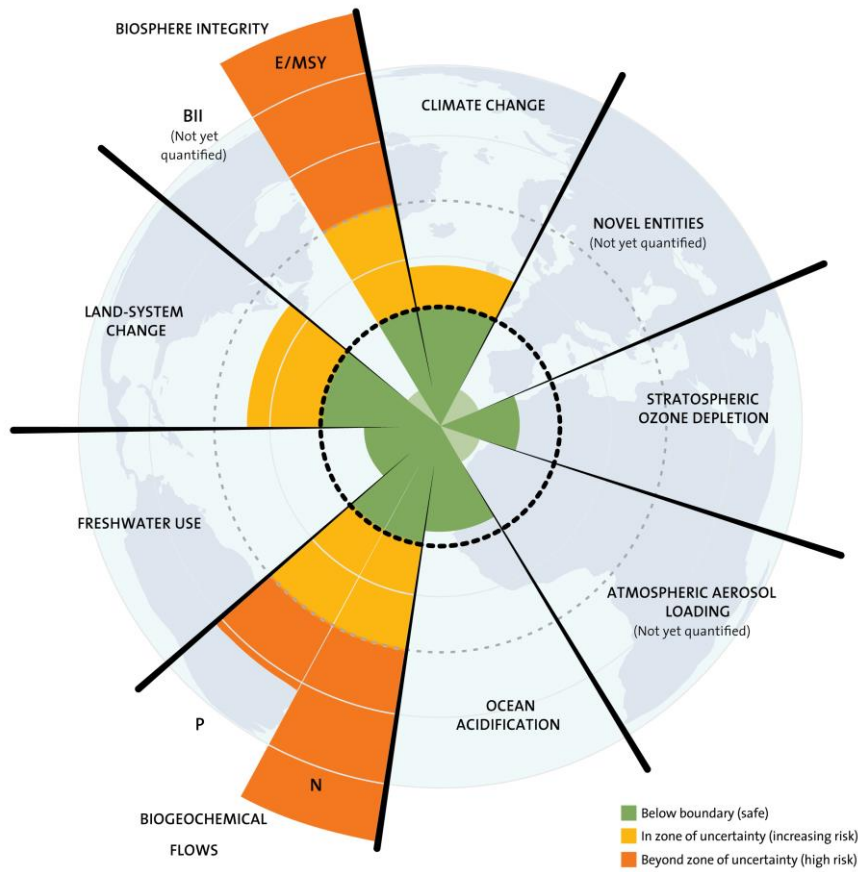 BIOSPHERE INTEGRITY
E/MSY
BII
(Not yet
quantified)
CLIMATE CHANGE
NOVEL ENTITIES
(Not yet quantified)
LAND-SYSTEM
CHANGE
STRATOSPHERIC
OZONE DEPLETION
FRESHWATER USE
ATMOSPHERIC AEROSOL
LOADING
(Not yet quantified)
OCEAN
ACIDIFICATION
P
N
BIOGEOCHEMICAL
FLOWS
Below boundary (safe)
In zone of uncertainty (increasing risk)
Beyond zone of uncertainty (high risk)